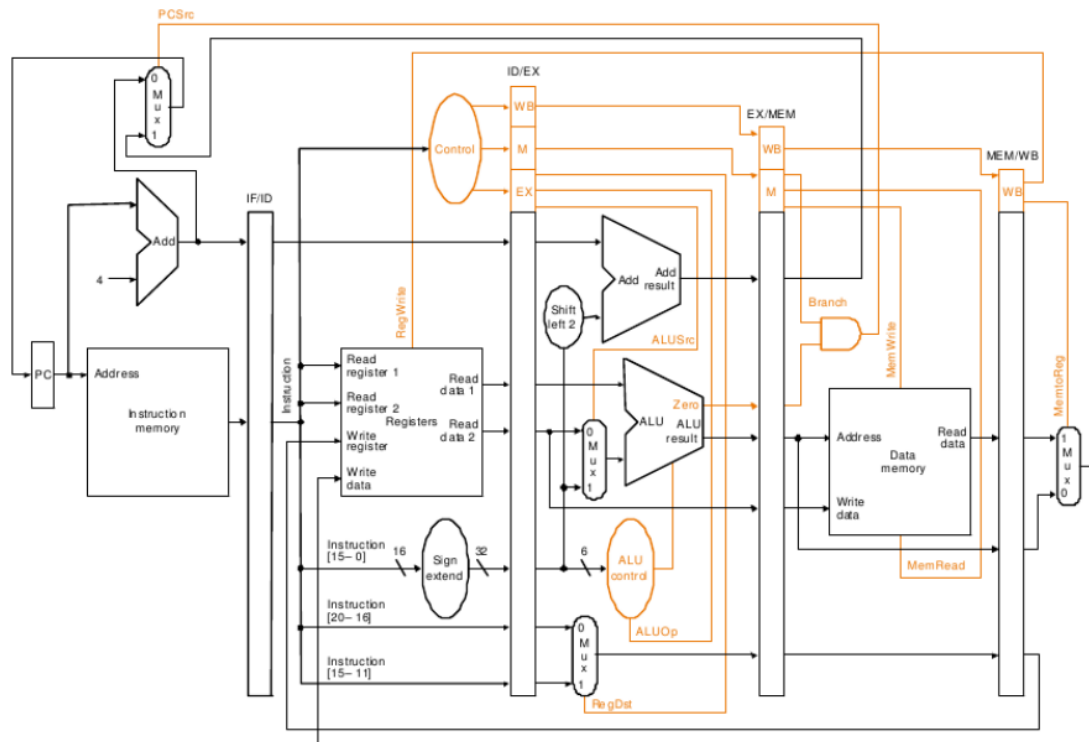 PCSrc
0
M
u
x
1
ID/EX
WB
M
EX
Control
EX/MEM
WB
M
MEM/WB
WB
IF/ID
Add
4
Add
Add
result
Shift
left 2
RegWrite
ALUSrc
Branch
MemWrite
MemtoReg
PC
Address
Instruction
memory
Instruction
Read
register 1
Read
register 2
Registers
Write
register
Write
data
Read
data 1
Read
data 2
0
M
u
x
1
Zero
ALU
ALU
result
Address
Read
data
Data
memory
Write
data
1
M
u
x
0
MemRead
Instruction
[15– 0]
16
Sign
extend
32
6
ALU
control
ALUOp
Instruction
[20– 16]
Instruction
[15– 11]
0
M
u
x
1
RegDst